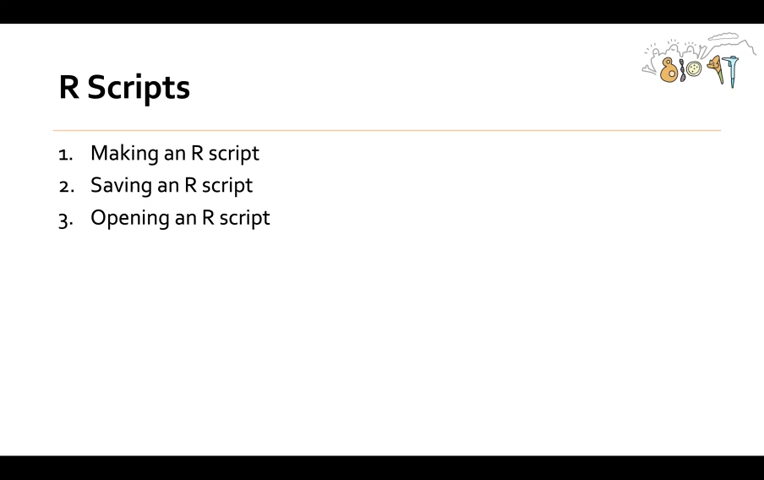 R Scripts
1. Making an R script
2. Saving an R script
3. Opening an R script